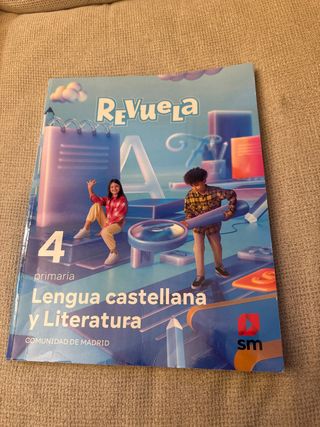 REVUELA
A
4
primaria
Lengua castellana
y Literatura
COMUNIDAD DE MADRID
sm